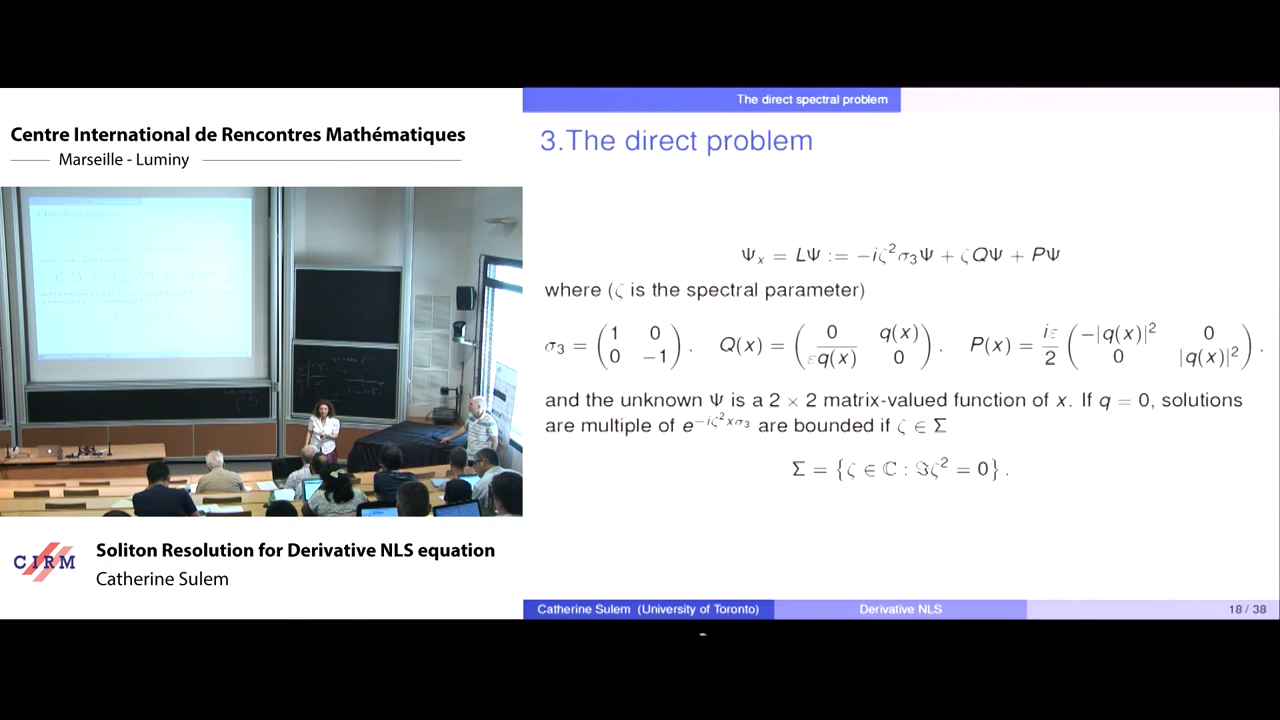 Centre International de Rencontres Mathématiques
Marseille - Luminy
CIRM
Soliton Resolution for Derivative NLS equation
Catherine Sulem
The direct spectral problem
3.The direct problem
Ψ_x = LΨ := −iζ²σ₃Ψ + ζQΨ + PΨ
where (ζ is the spectral parameter)
σ₃ = ( 1 0 ; 0 −1 ) . Q(x) = ( 0 q(x) ; ε\overline{q(x)} 0 ) . P(x) = iε/2 ( −|q(x)|² 0 ; 0 |q(x)|² ) .
and the unknown Ψ is a 2 × 2 matrix-valued function of x. If q = 0, solutions
are multiple of e^{−iζ²xσ₃} are bounded if ζ ∈ Σ
Σ = {ζ ∈ ℂ : ℑζ² = 0} .
Catherine Sulem (University of Toronto)
Derivative NLS
18 / 38